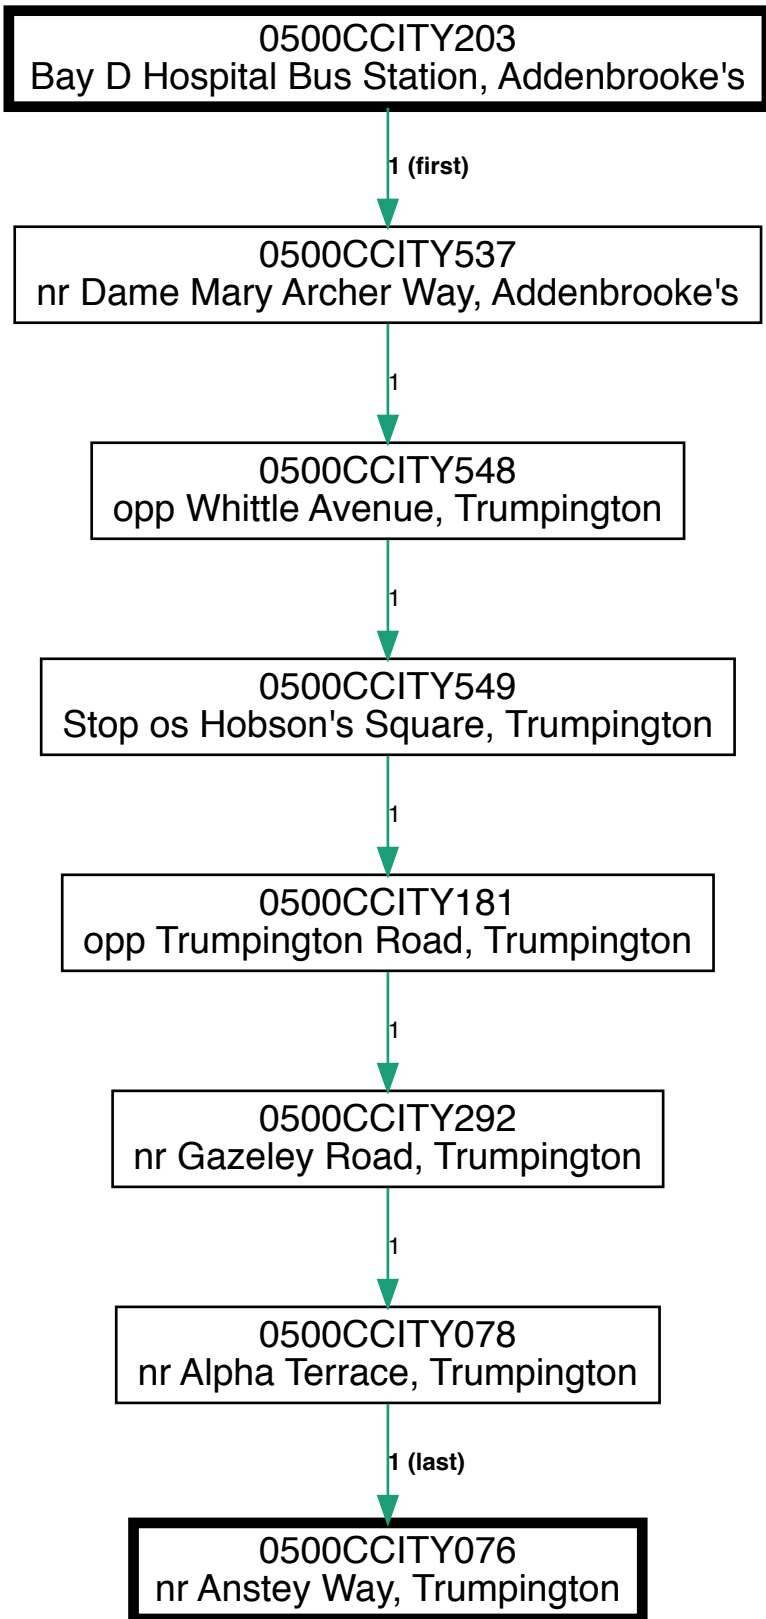 0500CCITY203
Bay D Hospital Bus Station, Addenbrooke's
1 (first)
0500CCITY537
nr Dame Mary Archer Way, Addenbrooke's
1
0500CCITY548
opp Whittle Avenue, Trumpington
1
0500CCITY549
Stop os Hobson's Square, Trumpington
1
0500CCITY181
opp Trumpington Road, Trumpington
1
0500CCITY292
nr Gazeley Road, Trumpington
1
0500CCITY078
nr Alpha Terrace, Trumpington
1 (last)
0500CCITY076
nr Anstey Way, Trumpington